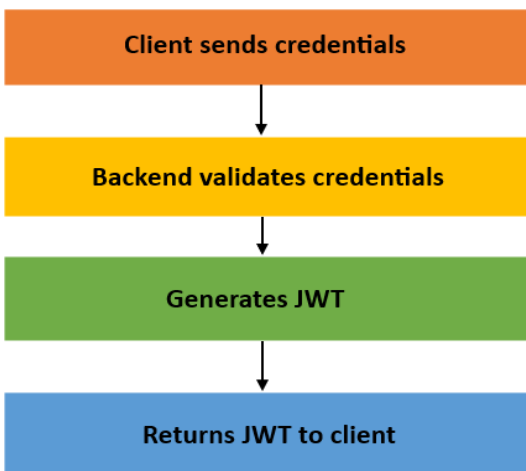 Client sends credentials
Backend validates credentials
Generates JWT
Returns JWT to client